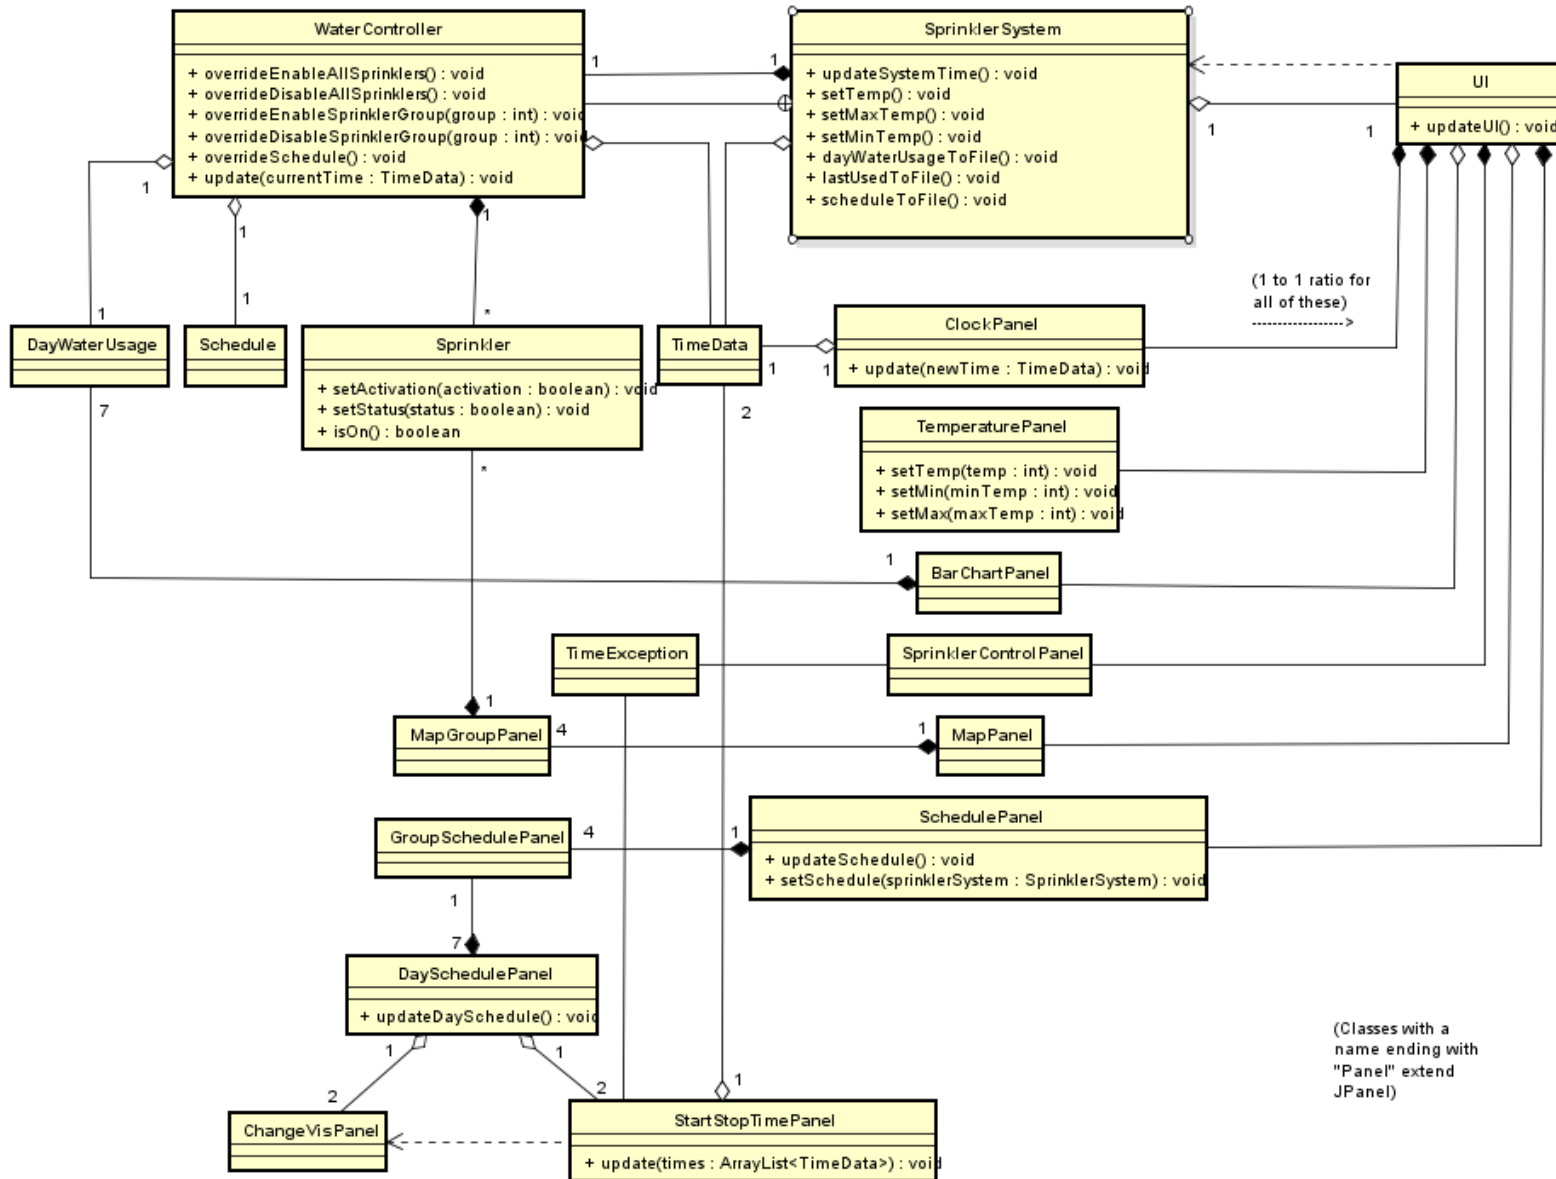 WaterController
+ overrideEnableAllSprinklers() : void
+ overrideDisableAllSprinklers() : void
+ overrideEnableSprinklerGroup(group : int) : void
+ overrideDisableSprinklerGroup(group : int) : void
+ overrideSchedule() : void
+ update(currentTime : TimeData) : void
1
1
SprinklerSystem
+ updateSystemTime() : void
+ setTemp() : void
+ setMaxTemp() : void
+ setMinTemp() : void
+ dayWaterUsageToFile() : void
+ lastUsedToFile() : void
+ scheduleToFile() : void
UI
+ updateUI() : void
1
1
1
1
1
1
1
*
(1 to 1 ratio for
all of these)
------------------>
DayWaterUsage
Schedule
Sprinkler
+ setActivation(activation : boolean) : void
+ setStatus(status : boolean) : void
+ isOn() : boolean
TimeData
1
1
ClockPanel
+ update(newTime : TimeData) : void
7
2
*
TemperaturePanel
+ setTemp(temp : int) : void
+ setMin(minTemp : int) : void
+ setMax(maxTemp : int) : void
1
BarChartPanel
TimeException
SprinklerControlPanel
1
MapGroupPanel
4
1
MapPanel
GroupSchedulePanel
4
1
SchedulePanel
+ updateSchedule() : void
+ setSchedule(sprinklerSystem : SprinklerSystem) : void
1
7
DaySchedulePanel
+ updateDaySchedule() : void
1
1
2
2
1
ChangeVisPanel
StartStopTimePanel
+ update(times : ArrayList<TimeData>) : void
(Classes with a
name ending with
"Panel" extend
JPanel)